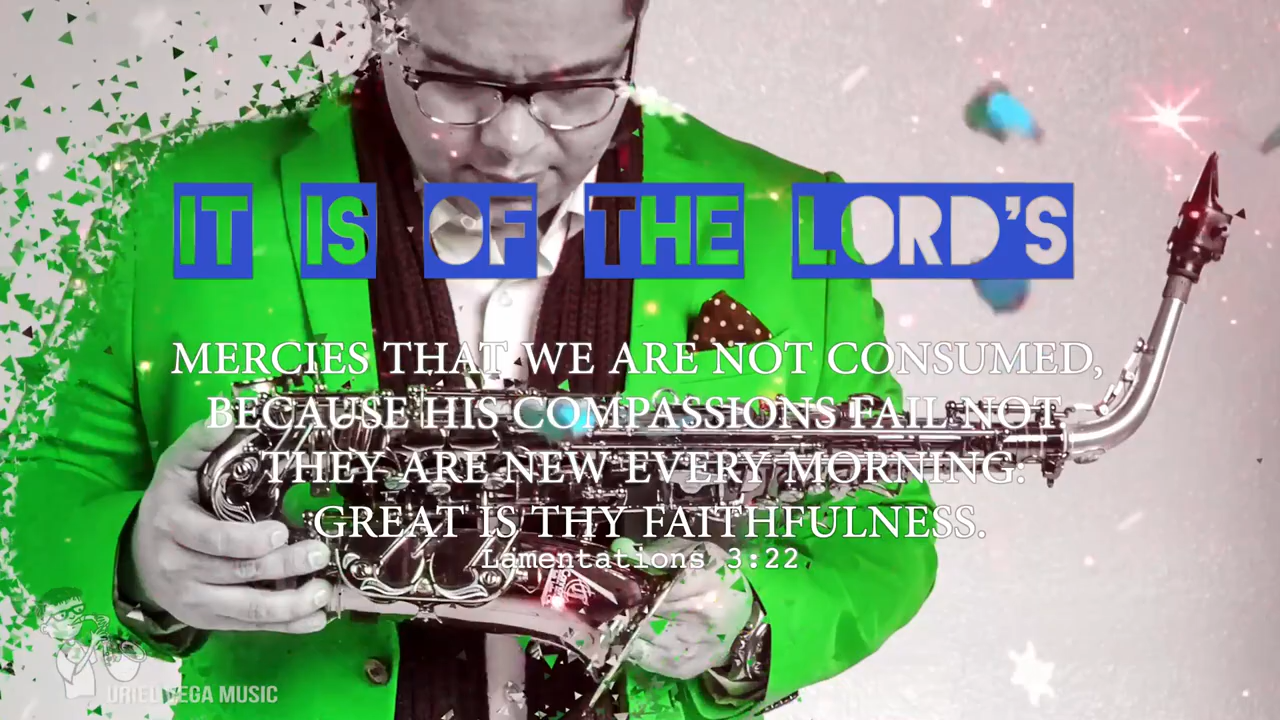 IT IS OF THE LORD'S
MERCIES THAT WE ARE NOT CONSUMED,
BECAUSE HIS COMPASSIONS FAIL NOT
THEY ARE NEW EVERY MORNING:
GREAT IS THY FAITHFULNESS.
Lamentations 3:22
URIEL VEGA MUSIC